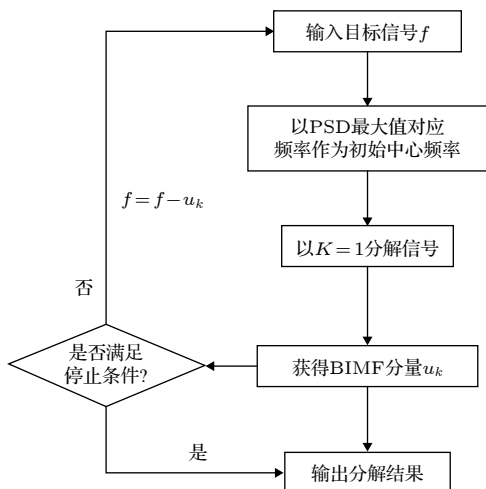 输入目标信号f
以PSD最大值对应
频率作为初始中心频率
f=f−u_k
以K=1分解信号
否
是否满足
停止条件?
获得BIMF分量u_k
是
输出分解结果